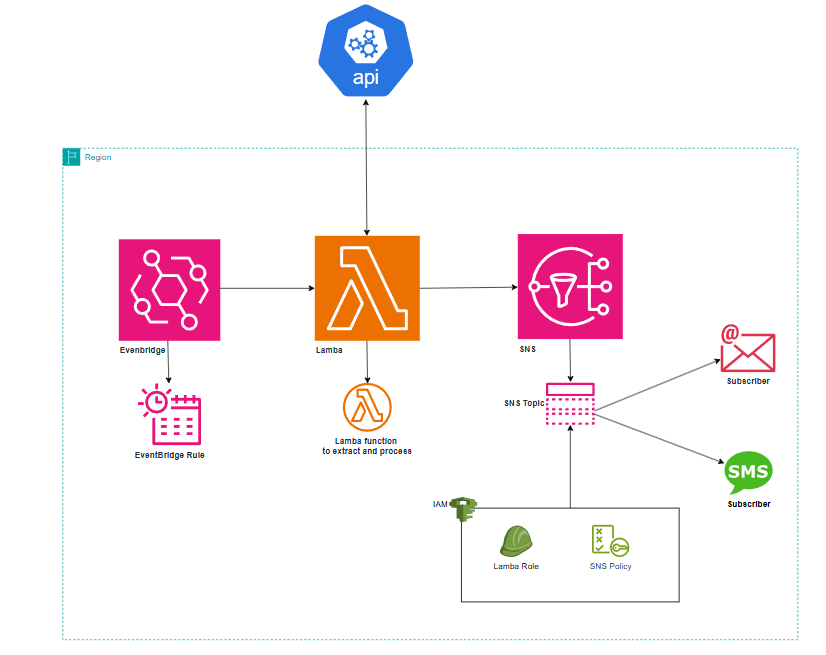 api
Region
Evenbridge
Lamba
SNS
EventBridge Rule
Lamba function
to extract and process
SNS Topic
@
Subscriber
SMS
Subscriber
IAM
Lamba Role
SNS Policy